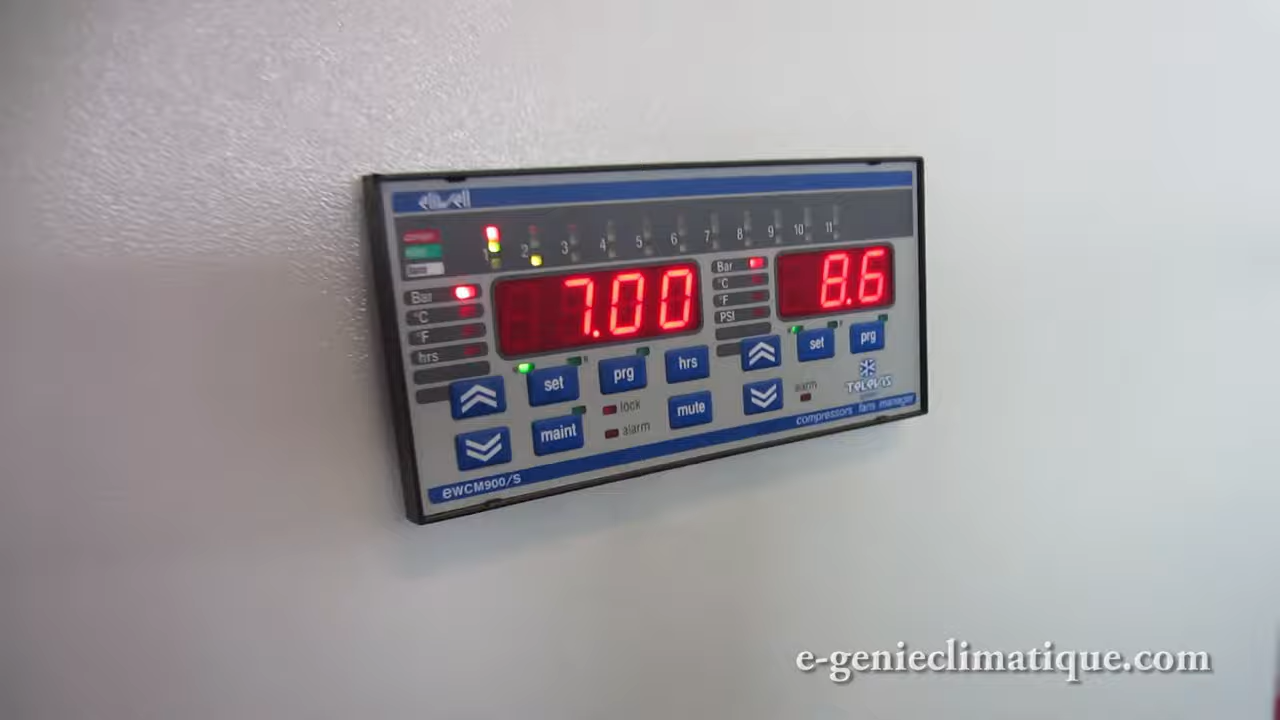 eliwell
1 2 3 4 5 6 7 8 9 10 11
Bar
°C
°F
hrs
7.00
Bar
°C
°F
PSI
8.6
set
prg
hrs
set
prg
maint
lock
alarm
mute
alarm
TELEVIS
compressors fans manager
eWCM900/S
e-genieclimatique.com